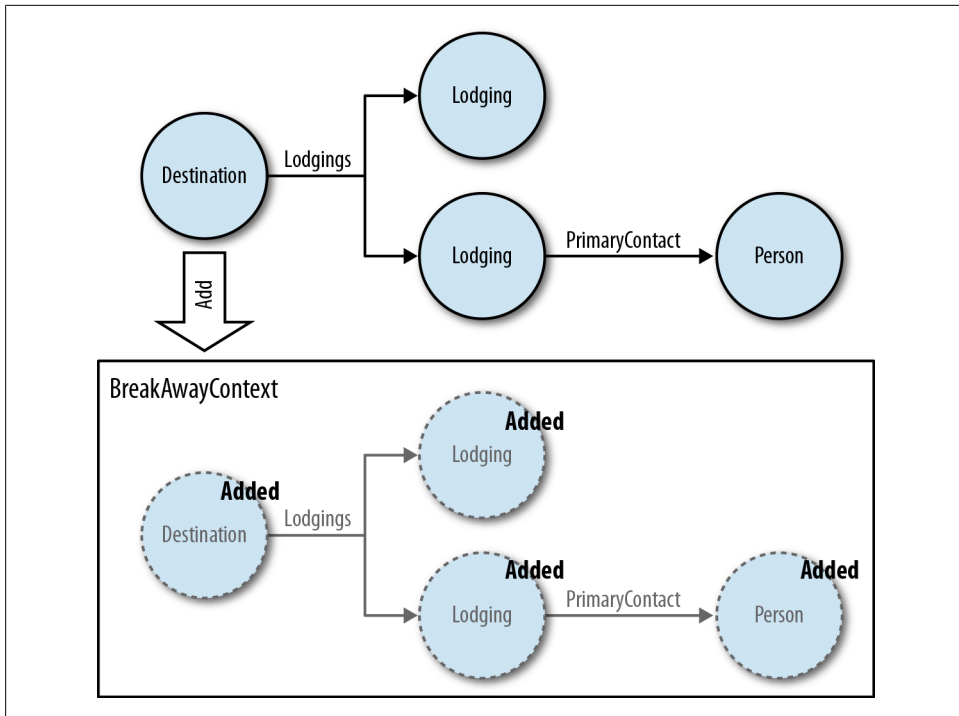 Lodging
Lodgings
Destination
Lodging
PrimaryContact
Person
Add
BreakAwayContext
Added
Lodging
Added
Lodgings
Destination
Added
Added
PrimaryContact
Lodging
Person